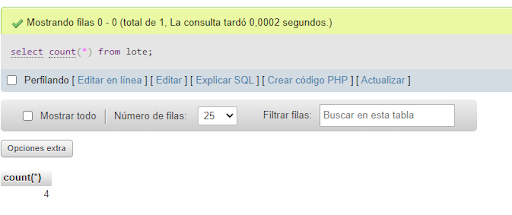 Mostrando filas 0 - 0 (total de 1, La consulta tardó 0,0002 segundos.)
select count(*) from lote;
Perfilando [ Editar en línea ] [ Editar ] [ Explicar SQL ] [ Crear código PHP ] [ Actualizar ]
Mostrar todo Número de filas: 25 Filtrar filas: Buscar en esta tabla
Opciones extra
count(*)
4